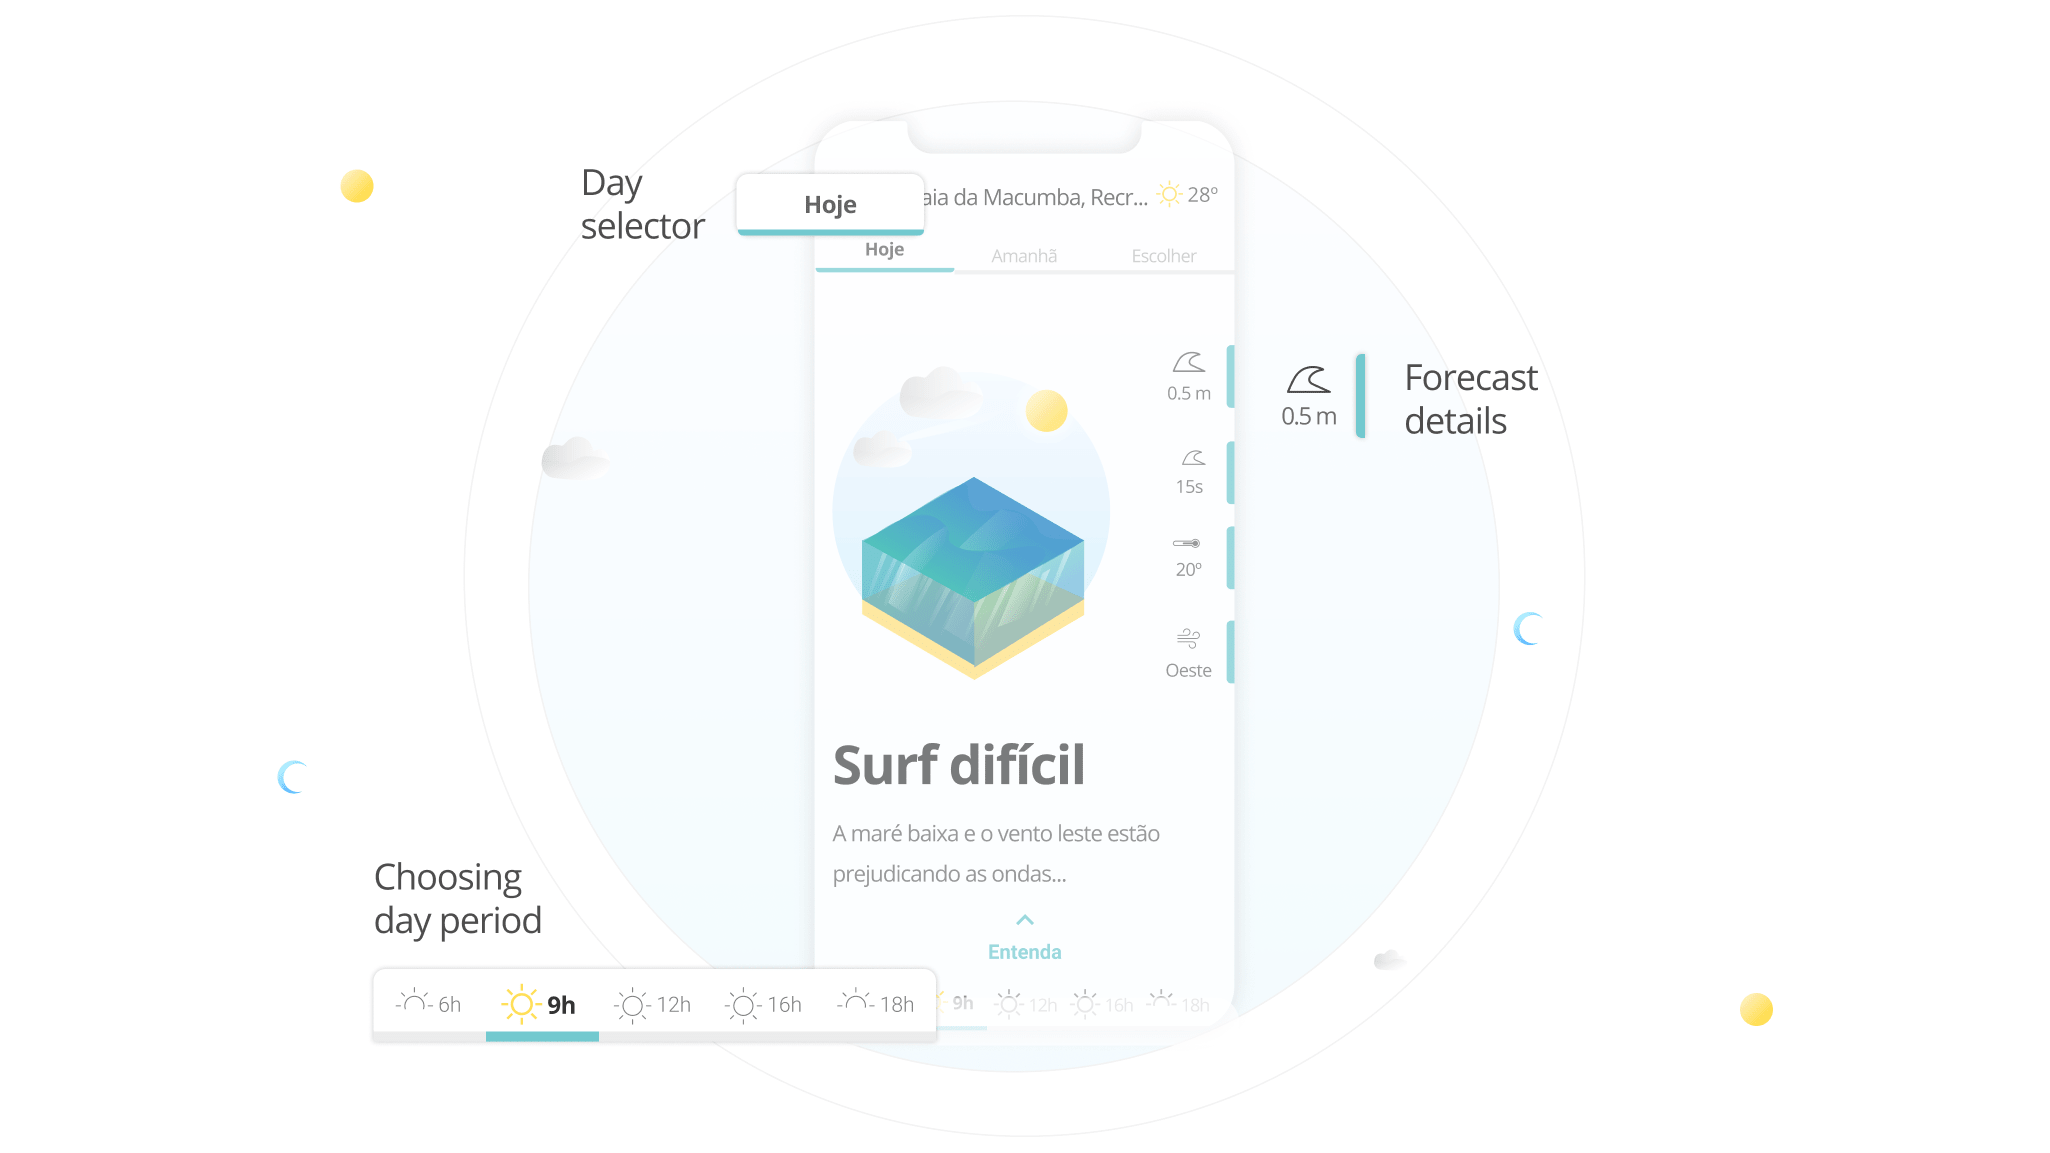 Day
selector
Hoje
aia da Macumba, Recr...
28º
Hoje
Amanhã
Escolher
0.5 m
15s
20º
Oeste
0.5 m
Forecast
details
Surf difícil
A maré baixa e o vento leste estão
prejudicando as ondas...
Entenda
Choosing
day period
6h
9h
12h
16h
18h
9h
12h
16h
18h